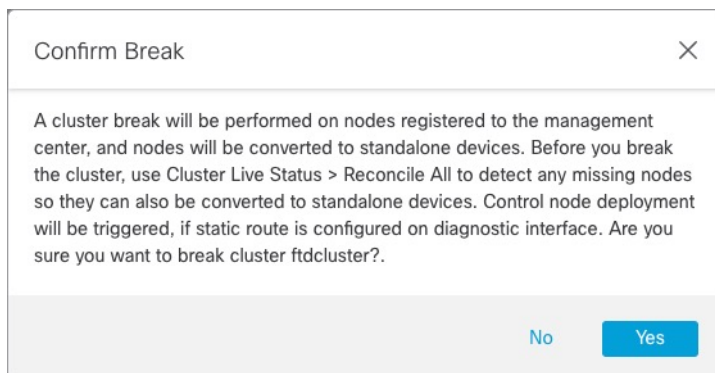 Confirm Break
A cluster break will be performed on nodes registered to the management
center, and nodes will be converted to standalone devices. Before you break
the cluster, use Cluster Live Status > Reconcile All to detect any missing nodes
so they can also be converted to standalone devices. Control node deployment
will be triggered, if static route is configured on diagnostic interface. Are you
sure you want to break cluster ftdcluster?.
No
Yes